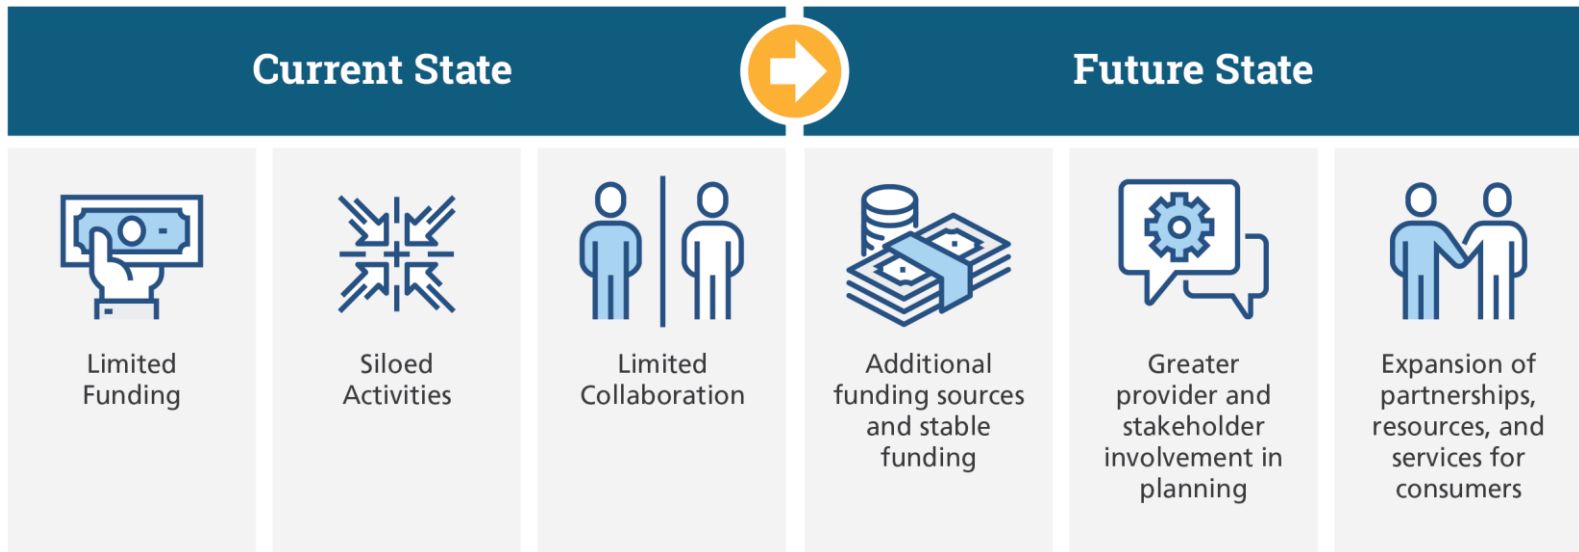 Current State
Future State
Limited
Funding
Siloed
Activities
Limited
Collaboration
Additional
funding sources
and stable
funding
Greater
provider and
stakeholder
involvement in
planning
Expansion of
partnerships,
resources, and
services for
consumers